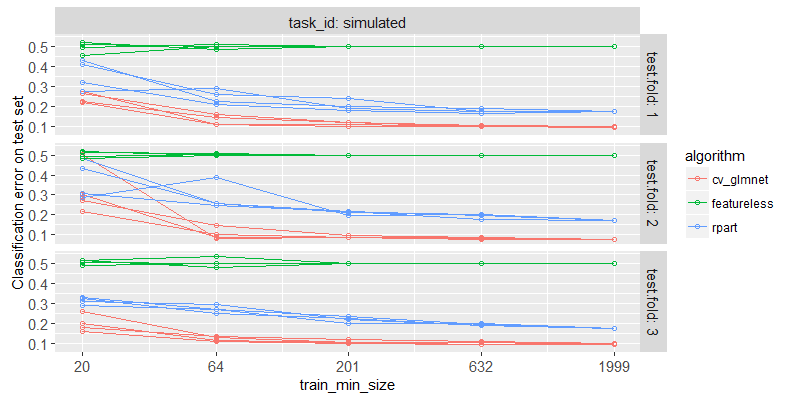 task_id: simulated
Classification error on test set
0.5
0.4
0.3
0.2
0.1
test.fold: 1
0.5
0.4
0.3
0.2
0.1
test.fold: 2
0.5
0.4
0.3
0.2
0.1
test.fold: 3
20 64 201 632 1999
train_min_size
algorithm
cv_glmnet
featureless
rpart